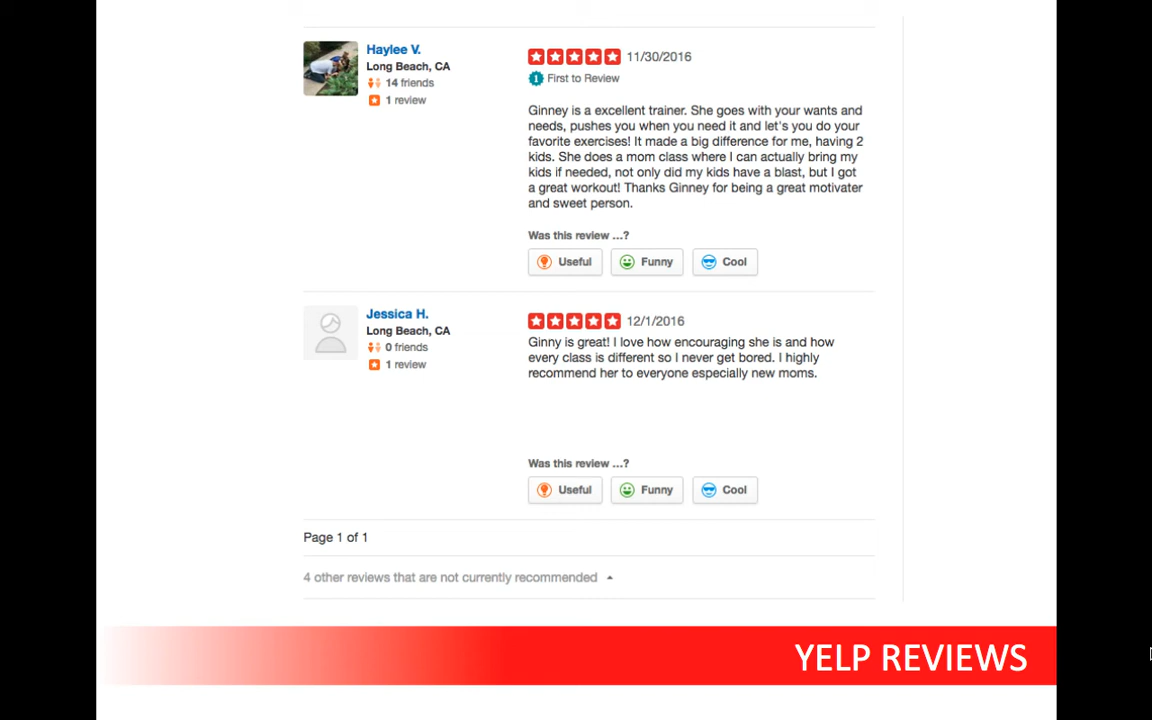 Haylee V.
Long Beach, CA
14 friends
1 review
11/30/2016
First to Review
Ginney is a excellent trainer. She goes with your wants and
needs, pushes you when you need it and let's you do your
favorite exercises! It made a big difference for me, having 2
kids. She does a mom class where I can actually bring my
kids if needed, not only did my kids have a blast, but I got
a great workout! Thanks Ginney for being a great motivater
and sweet person.
Was this review ...?
Useful Funny Cool
Jessica H.
Long Beach, CA
0 friends
1 review
12/1/2016
Ginny is great! I love how encouraging she is and how
every class is different so I never get bored. I highly
recommend her to everyone especially new moms.
Was this review ...?
Useful Funny Cool
Page 1 of 1
4 other reviews that are not currently recommended
YELP REVIEWS